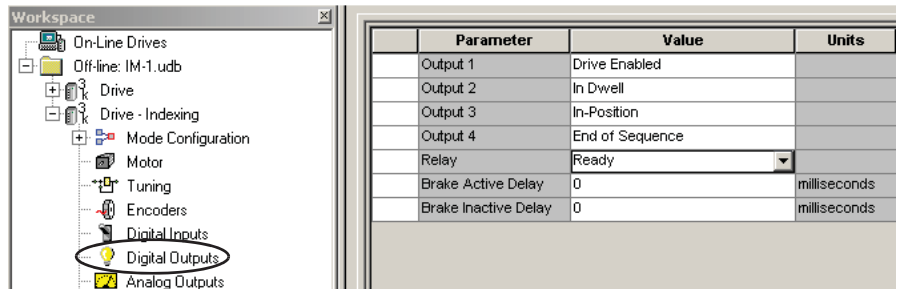 Workspace
On-Line Drives
Off-line: IM-1.udb
3
k
Drive
3
k
Drive - Indexing
Mode Configuration
Motor
Tuning
Encoders
Digital Inputs
Digital Outputs
Analog Outputs
Parameter Value Units
Output 1 Drive Enabled
Output 2 In Dwell
Output 3 In-Position
Output 4 End of Sequence
Relay Ready
Brake Active Delay 0 milliseconds
Brake Inactive Delay 0 milliseconds